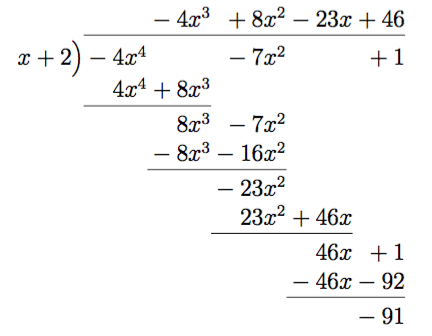 − 4x³ + 8x² − 23x + 46
x + 2) − 4x⁴ − 7x² + 1
4x⁴ + 8x³
8x³ − 7x²
− 8x³ − 16x²
− 23x²
23x² + 46x
46x + 1
− 46x − 92
− 91